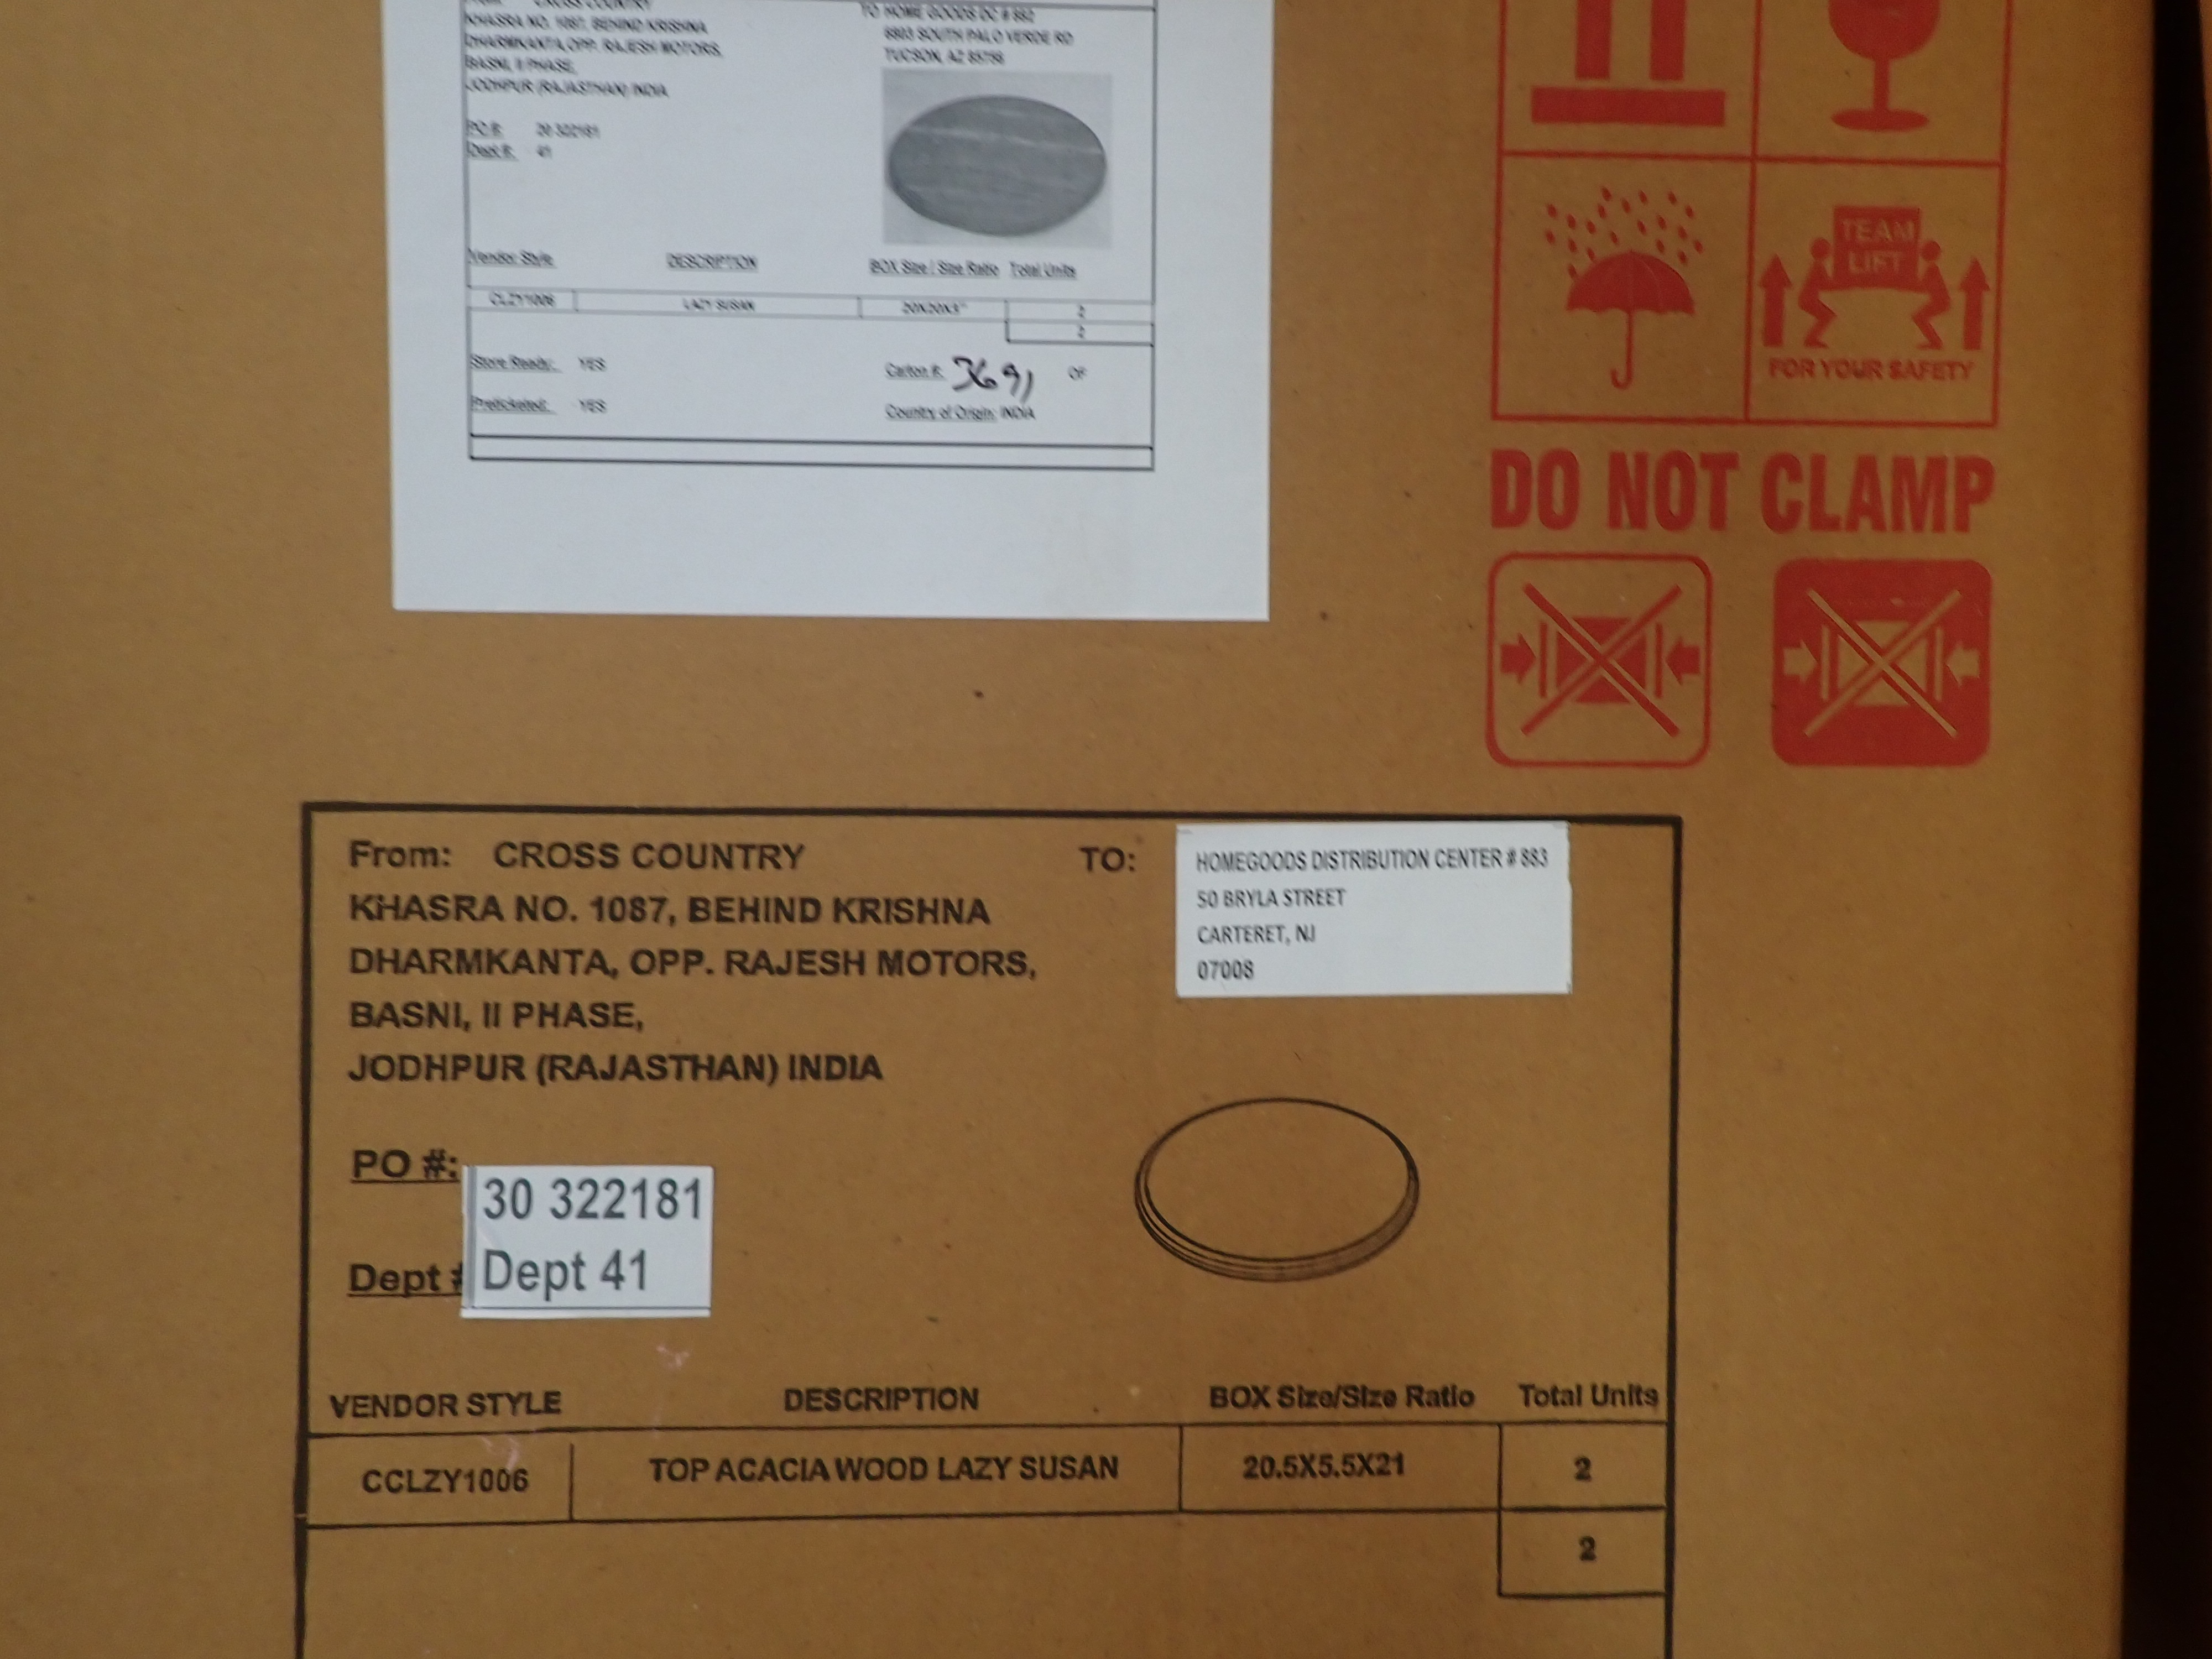 From: CROSS COUNTRY
KHASRA NO. 1087, BEHIND KRISHNA
DHARMKANTA, OPP. RAJESH MOTORS,
BASNI, II PHASE,
JODHPUR (RAJASTHAN) INDIA
TO HOME GOODS DC # 882
SOUTH PALO VERDE RD
TUCSON, AZ
PO #:
Dept #: 41
Vendor Style
DESCRIPTION
BOX Size / Size Ratio
Total Units
CLZY1006
LAZY SUSAN
2
2
Store Ready: YES
Carton #: 3691 OF
Preticketed: YES
Country of Origin: INDIA
TEAM
LIFT
FOR YOUR SAFETY
DO NOT CLAMP
From: CROSS COUNTRY
KHASRA NO. 1087, BEHIND KRISHNA
DHARMKANTA, OPP. RAJESH MOTORS,
BASNI, II PHASE,
JODHPUR (RAJASTHAN) INDIA
TO:
HOMEGOODS DISTRIBUTION CENTER # 883
50 BRYLA STREET
CARTERET, NJ
07008
PO #:
30 322181
Dept #
Dept 41
VENDOR STYLE
DESCRIPTION
BOX Size/Size Ratio
Total Units
CCLZY1006
TOP ACACIA WOOD LAZY SUSAN
20.5X5.5X21
2
2